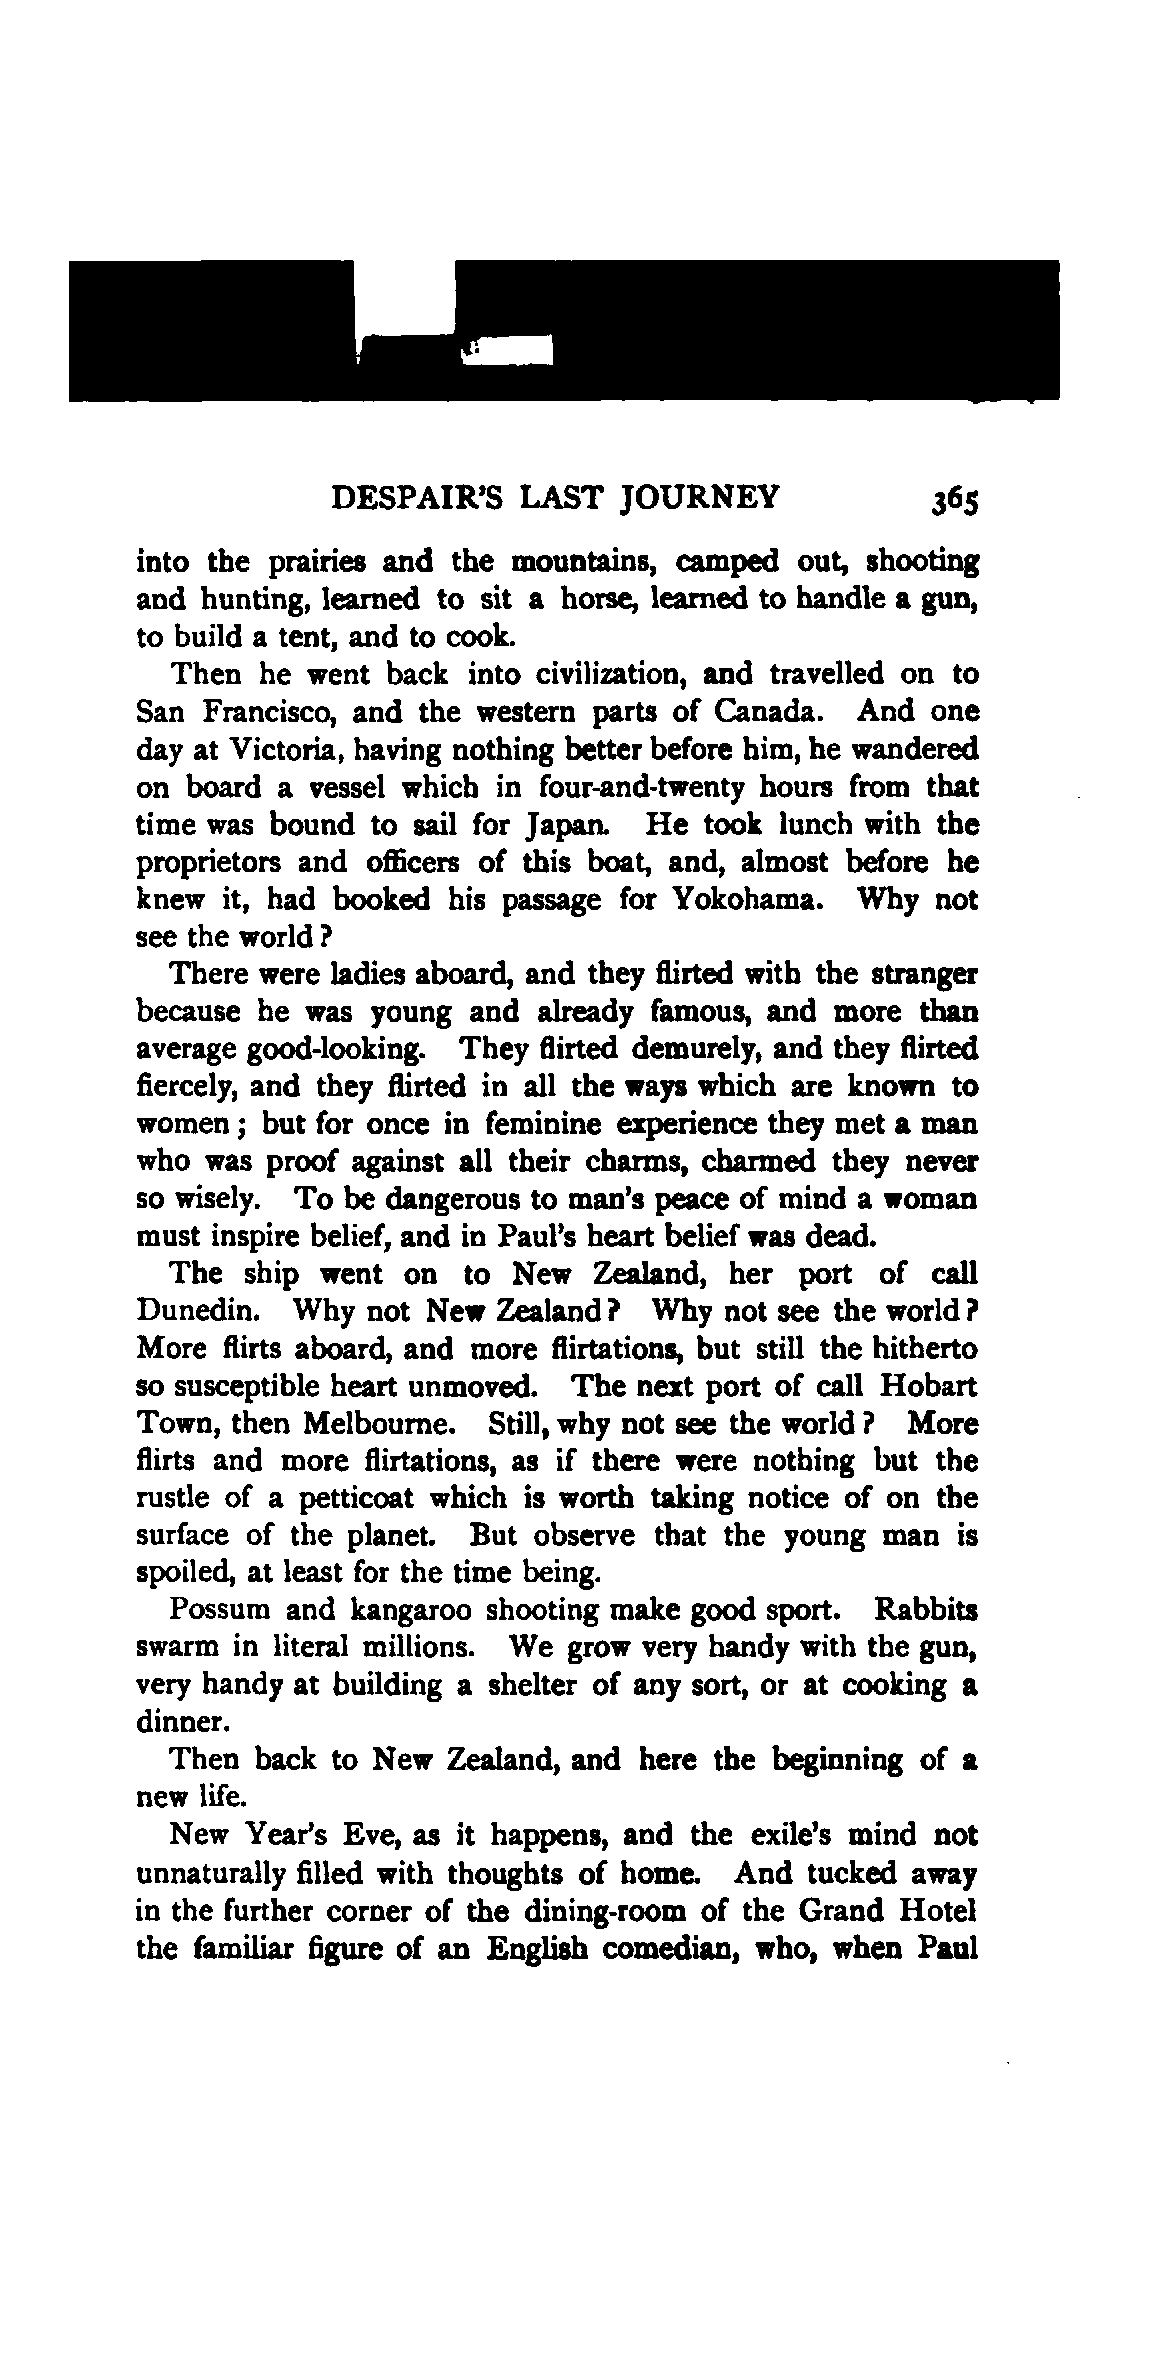 DESPAIR'S LAST JOURNEY 365
into the prairies and the mountains, camped out, shooting
and hunting, learned to sit a horse, learned to handle a gun,
to build a tent, and to cook.
Then he went back into civilization, and travelled on to
San Francisco, and the western parts of Canada. And one
day at Victoria, having nothing better before him, he wandered
on board a vessel which in four-and-twenty hours from that
time was bound to sail for Japan. He took lunch with the
proprietors and officers of this boat, and, almost before he
knew it, had booked his passage for Yokohama. Why not
see the world?
There were ladies aboard, and they flirted with the stranger
because he was young and already famous, and more than
average good-looking. They flirted demurely, and they flirted
fiercely, and they flirted in all the ways which are known to
women; but for once in feminine experience they met a man
who was proof against all their charms, charmed they never
so wisely. To be dangerous to man's peace of mind a woman
must inspire belief, and in Paul's heart belief was dead.
The ship went on to New Zealand, her port of call
Dunedin. Why not New Zealand? Why not see the world?
More flirts aboard, and more flirtations, but still the hitherto
so susceptible heart unmoved. The next port of call Hobart
Town, then Melbourne. Still, why not see the world? More
flirts and more flirtations, as if there were nothing but the
rustle of a petticoat which is worth taking notice of on the
surface of the planet. But observe that the young man is
spoiled, at least for the time being.
Possum and kangaroo shooting make good sport. Rabbits
swarm in literal millions. We grow very handy with the gun,
very handy at building a shelter of any sort, or at cooking a
dinner.
Then back to New Zealand, and here the beginning of a
new life.
New Year's Eve, as it happens, and the exile's mind not
unnaturally filled with thoughts of home. And tucked away
in the further corner of the dining-room of the Grand Hotel
the familiar figure of an English comedian, who, when Paul